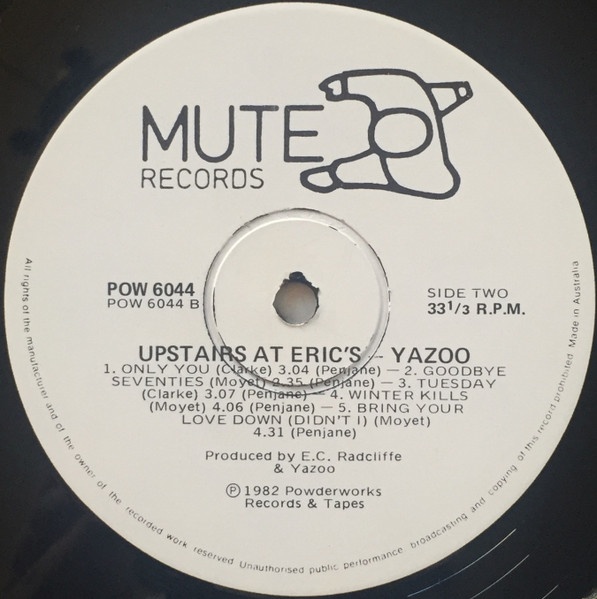 MUTE
RECORDS
POW 6044
POW 6044 B
SIDE TWO
33 1/3 R.P.M.
UPSTAIRS AT ERIC'S — YAZOO
1. ONLY YOU (Clarke) 3.04 (Penjane) — 2. GOODBYE
SEVENTIES (Moyet) 2.35 (Penjane) — 3. TUESDAY
(Clarke) 3.07 (Penjane) — 4. WINTER KILLS
(Moyet) 4.06 (Penjane) — 5. BRING YOUR
LOVE DOWN (DIDN'T I) (Moyet)
4.31 (Penjane)
Produced by E.C. Radcliffe
& Yazoo
℗ 1982 Powderworks
Records & Tapes
All rights of the manufacturer and of the owner of the recorded work reserved. Unauthorised public performance, broadcasting and copying of this record prohibited. Made in Australia